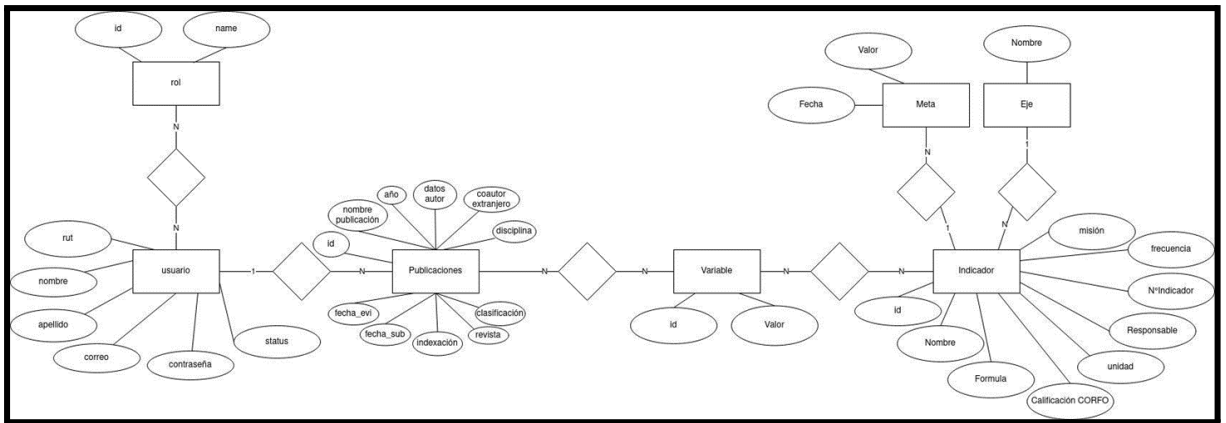 id
name
rol
N
N
rut
nombre
apellido
correo
contraseña
status
usuario
1
N
id
nombre
publicación
año
datos
autor
coautor
extranjero
disciplina
Publicaciones
fecha_evi
fecha_sub
indexación
revista
clasificación
N
N
Variable
id
Valor
N
N
Valor
Fecha
Meta
N
1
Nombre
Eje
1
N
Indicador
misión
frecuencia
NºIndicador
Responsable
unidad
Calificación CORFO
Formula
Nombre
id